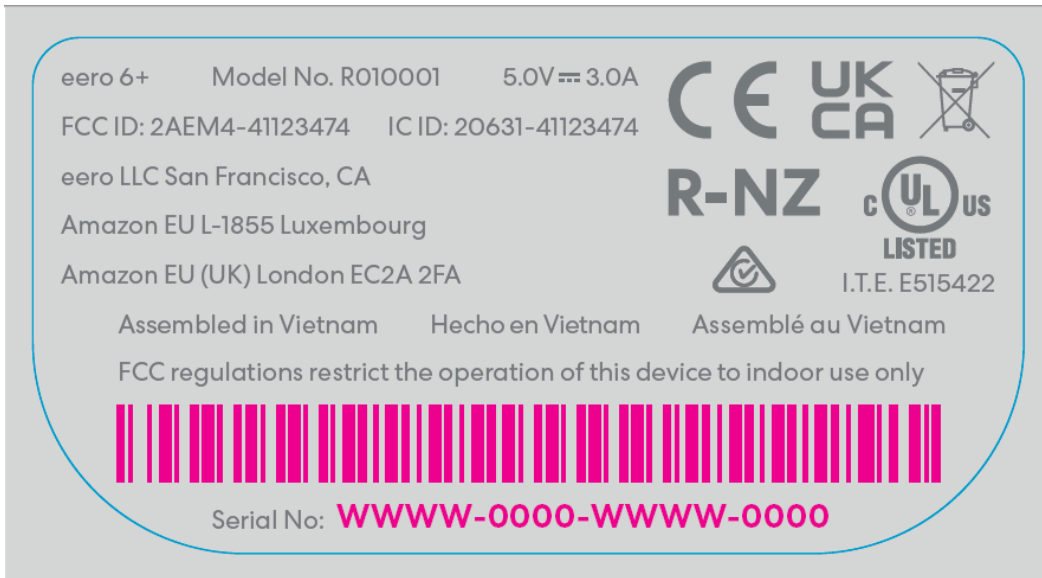 eero 6+ Model No. R010001 5.0V⎓3.0A
FCC ID: 2AEM4-41123474 IC ID: 20631-41123474
eero LLC San Francisco, CA
Amazon EU L-1855 Luxembourg
Amazon EU (UK) London EC2A 2FA
CE UK CA
R-NZ
C UL® US
LISTED
I.T.E. E515422
Assembled in Vietnam Hecho en Vietnam Assemblé au Vietnam
FCC regulations restrict the operation of this device to indoor use only
Serial No: WWWW-0000-WWWW-0000